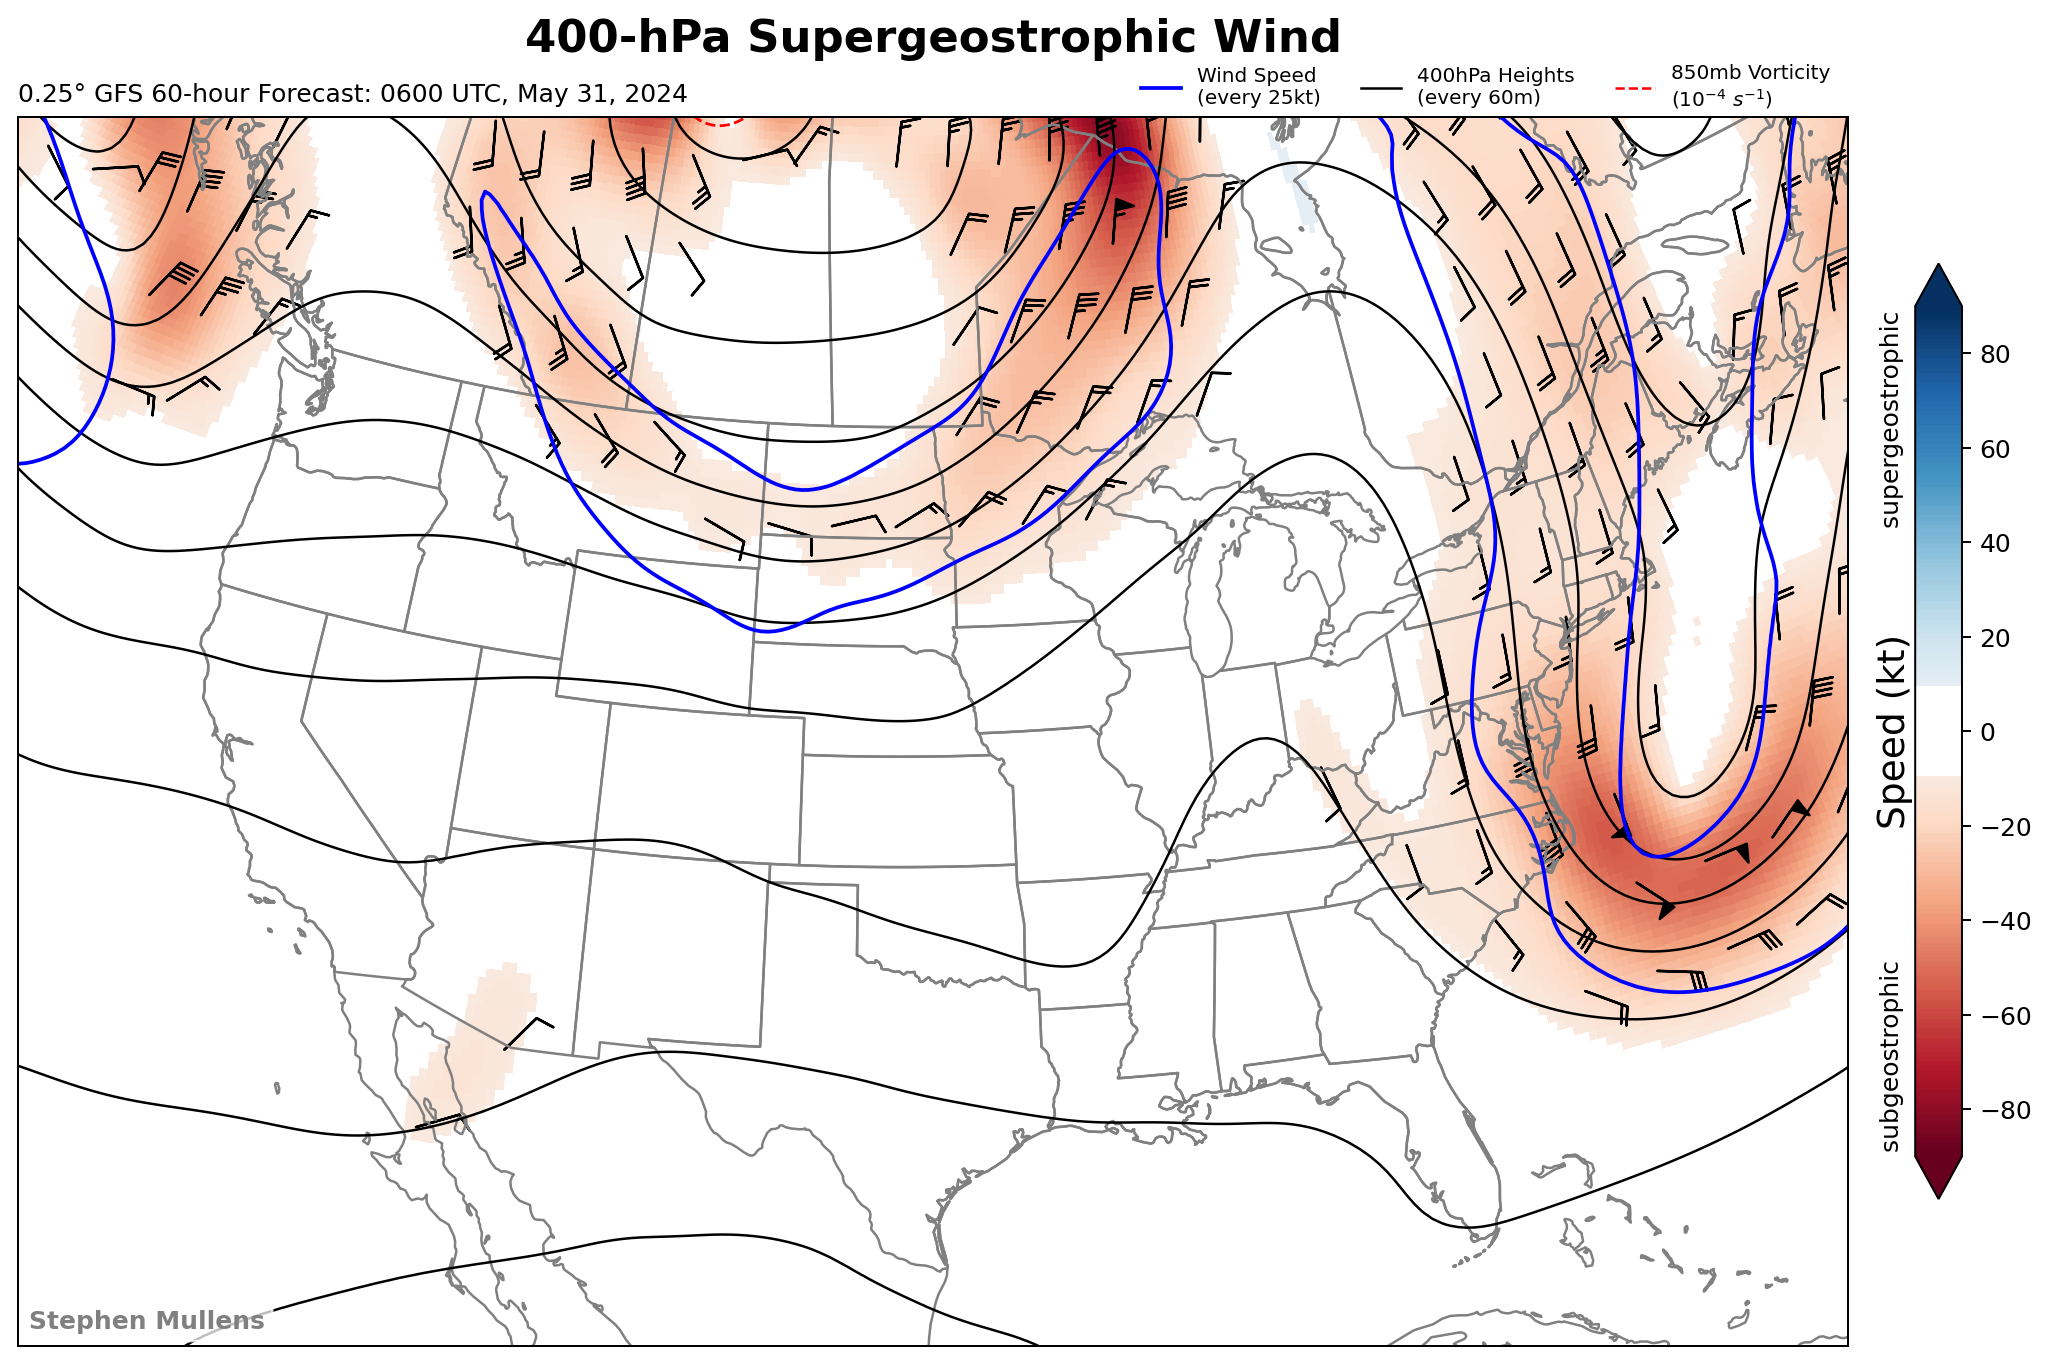 400-hPa Supergeostrophic Wind
0.25° GFS 60-hour Forecast: 0600 UTC, May 31, 2024
Wind Speed
(every 25kt)
400hPa Heights
(every 60m)
850mb Vorticity
(10⁻⁴ s⁻¹)
supergeostrophic
Speed (kt)
subgeostrophic
80
60
40
20
0
−20
−40
−60
−80
Stephen Mullens